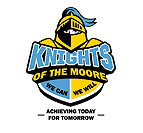 KNIGHTS
OF THE MOORE
WE CAN WE WILL
ACHIEVING TODAY
FOR TOMORROW